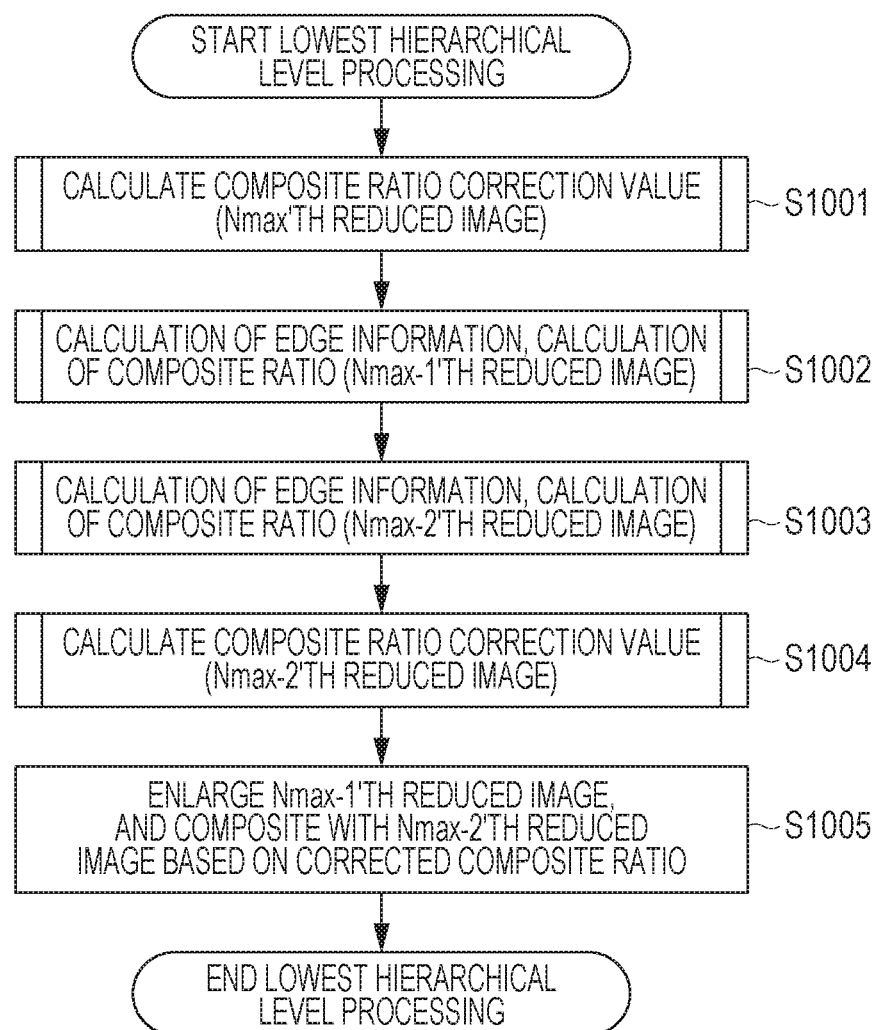 START LOWEST HIERARCHICAL
LEVEL PROCESSING
CALCULATE COMPOSITE RATIO CORRECTION VALUE
(Nmax'TH REDUCED IMAGE)
S1001
CALCULATION OF EDGE INFORMATION, CALCULATION
OF COMPOSITE RATIO (Nmax-1'TH REDUCED IMAGE)
S1002
CALCULATION OF EDGE INFORMATION, CALCULATION
OF COMPOSITE RATIO (Nmax-2'TH REDUCED IMAGE)
S1003
CALCULATE COMPOSITE RATIO CORRECTION VALUE
(Nmax-2'TH REDUCED IMAGE)
S1004
ENLARGE Nmax-1'TH REDUCED IMAGE,
AND COMPOSITE WITH Nmax-2'TH REDUCED
IMAGE BASED ON CORRECTED COMPOSITE RATIO
S1005
END LOWEST HIERARCHICAL
LEVEL PROCESSING